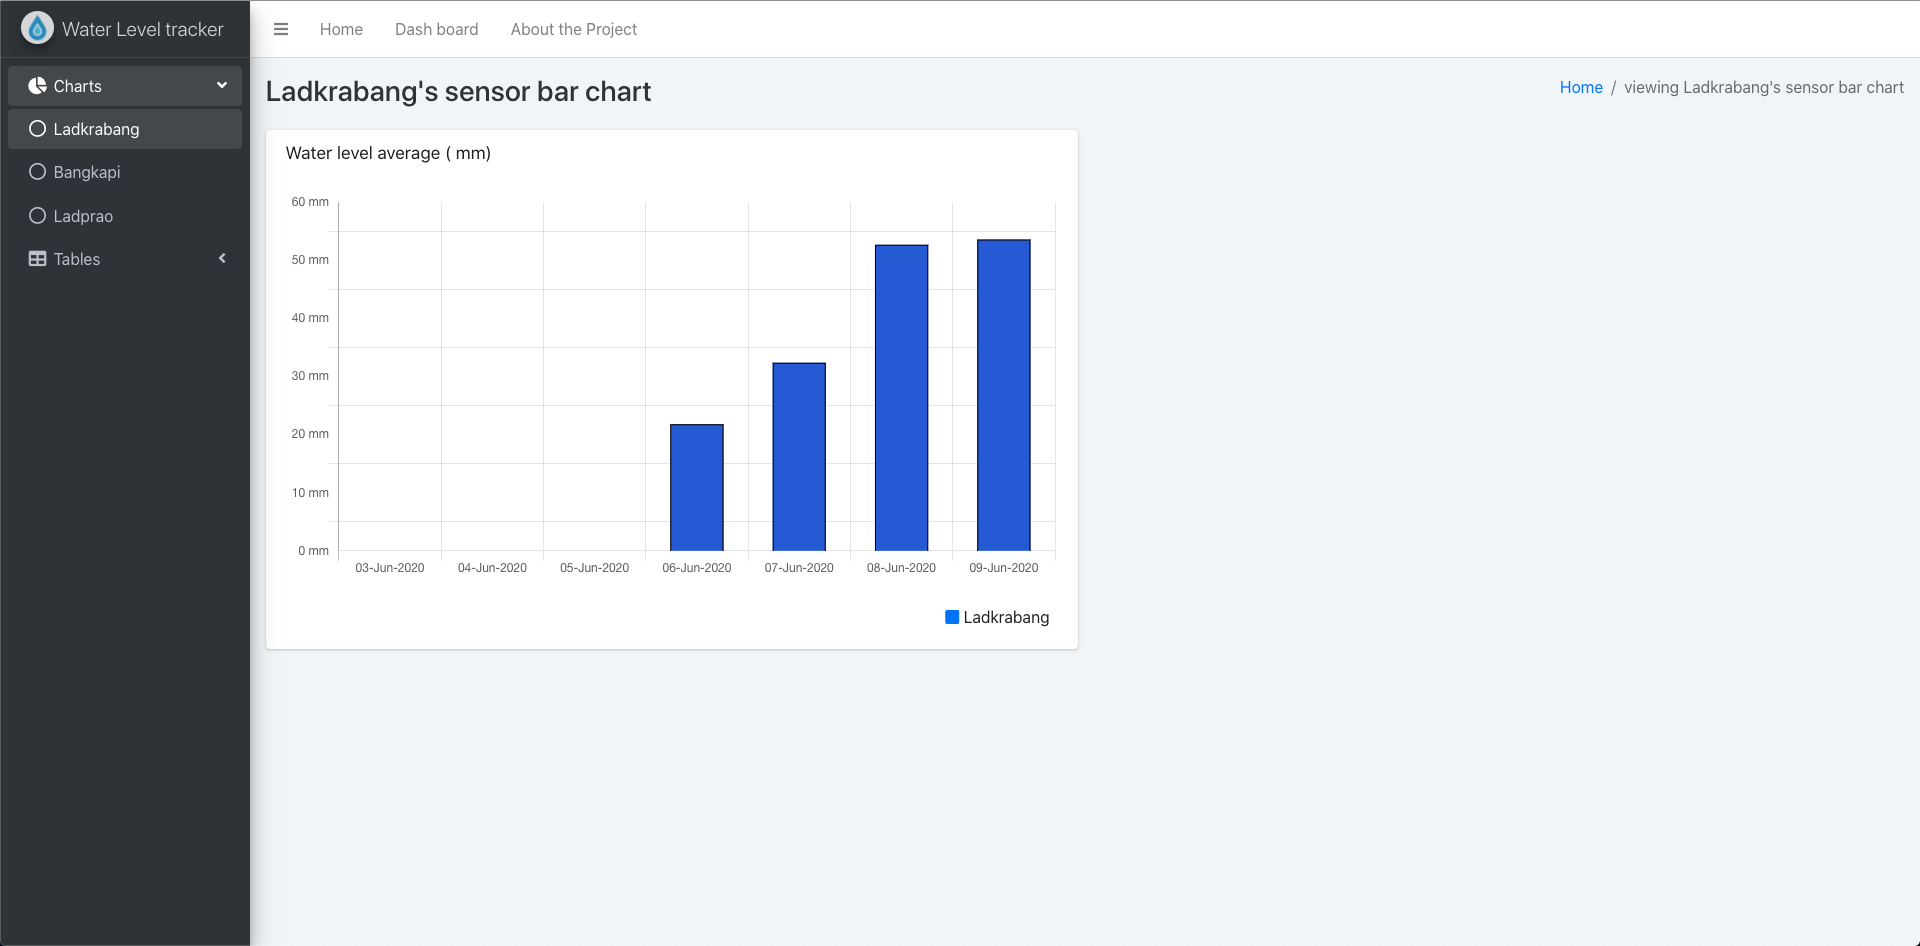 Water Level tracker
Home
Dash board
About the Project
Charts
Ladkrabang
Bangkapi
Ladprao
Tables
Ladkrabang's sensor bar chart
Home / viewing Ladkrabang's sensor bar chart
Water level average ( mm)
60 mm
50 mm
40 mm
30 mm
20 mm
10 mm
0 mm
03-Jun-2020 04-Jun-2020 05-Jun-2020 06-Jun-2020 07-Jun-2020 08-Jun-2020 09-Jun-2020
Ladkrabang